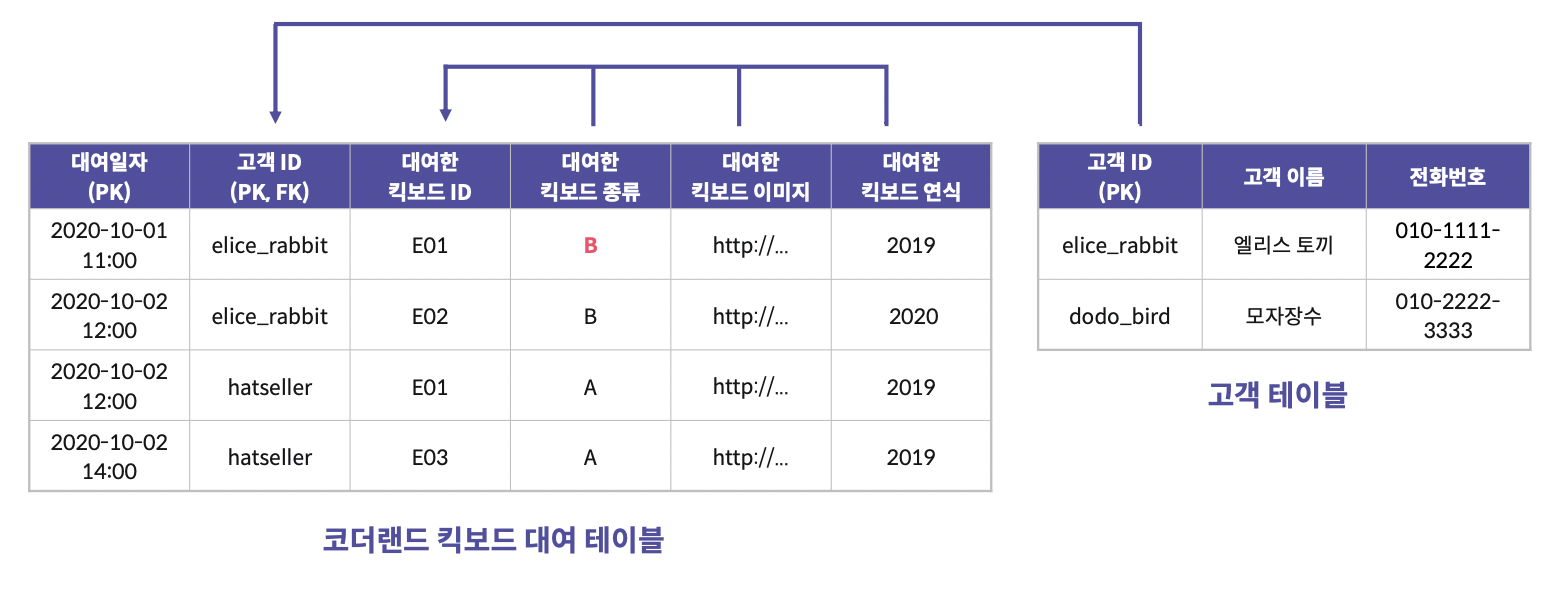 대여일자
(PK)
고객 ID
(PK, FK)
대여한
킥보드 ID
대여한
킥보드 종류
대여한
킥보드 이미지
대여한
킥보드 연식
2020-10-01
11:00
elice_rabbit
E01
B
http://...
2019
2020-10-02
12:00
elice_rabbit
E02
B
http://...
2020
2020-10-02
12:00
hatseller
E01
A
http://...
2019
2020-10-02
14:00
hatseller
E03
A
http://...
2019
코더랜드 킥보드 대여 테이블
고객 ID
(PK)
고객 이름
전화번호
elice_rabbit
엘리스 토끼
010-1111-
2222
dodo_bird
모자장수
010-2222-
3333
고객 테이블